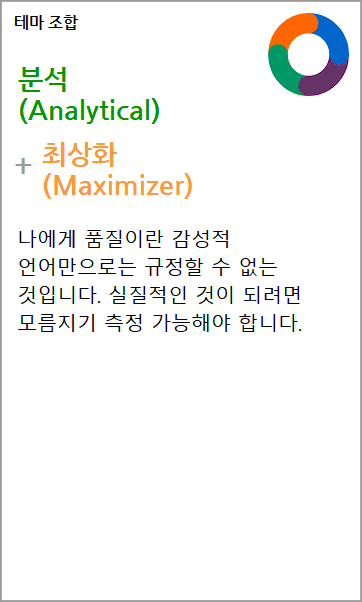 테마 조합
분석
(Analytical)
+ 최상화
(Maximizer)
나에게 품질이란 감성적
언어만으로는 규정할 수 없는
것입니다. 실질적인 것이 되려면
모름지기 측정 가능해야 합니다.